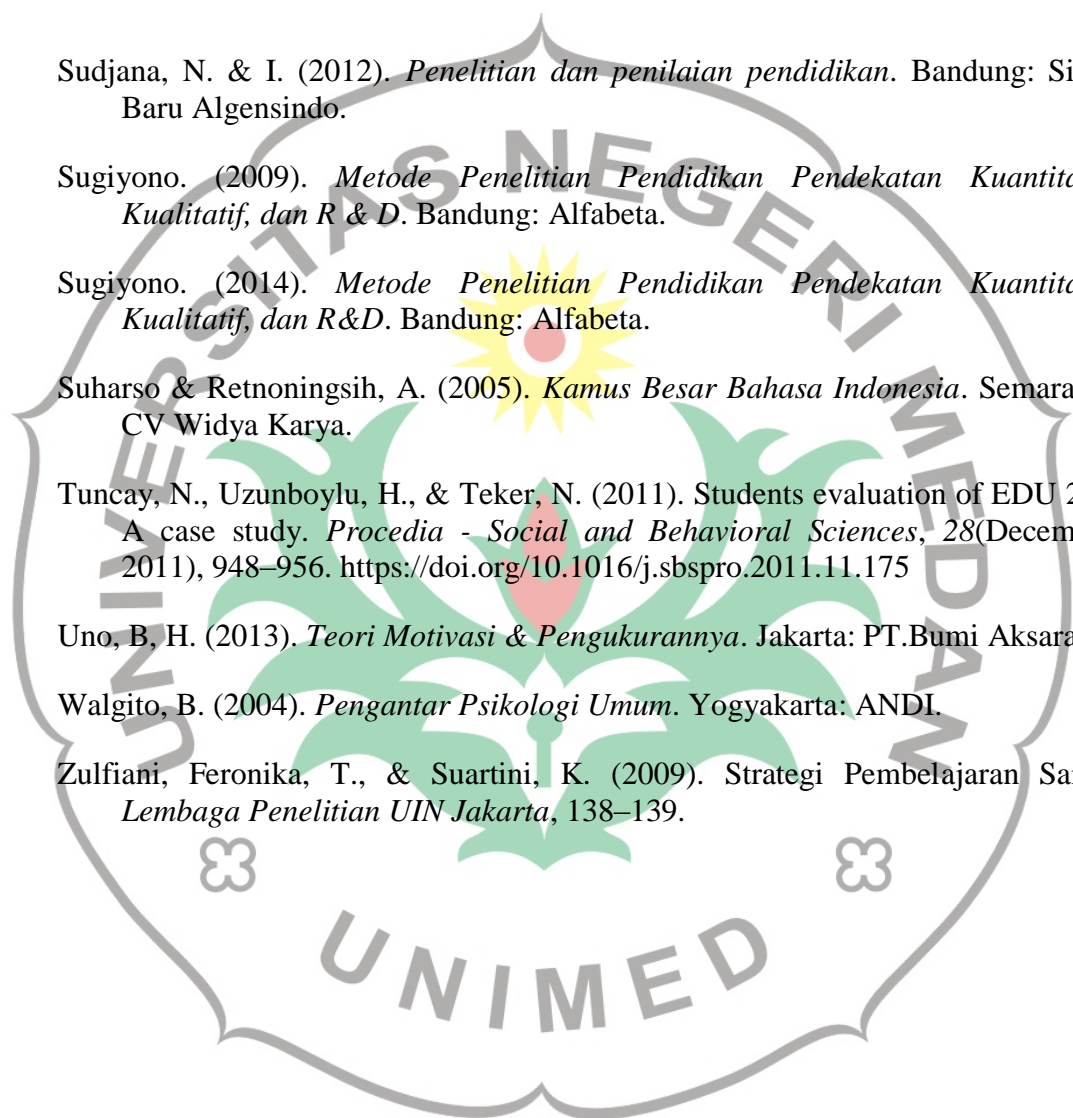 Sudjana, N. & I. (2012). Penelitian dan penilaian pendidikan. Bandung: Si
Baru Algensindo.
Sugiyono. (2009). Metode Penelitian Pendidikan Pendekatan Kuantita
Kualitatif, dan R & D. Bandung: Alfabeta.
Sugiyono. (2014). Metode Penelitian Pendidikan Pendekatan Kuantita
Kualitatif, dan R&D. Bandung: Alfabeta.
Suharso & Retnoningsih, A. (2005). Kamus Besar Bahasa Indonesia. Semara
CV Widya Karya.
Tuncay, N., Uzunboylu, H., & Teker, N. (2011). Students evaluation of EDU 2
A case study. Procedia - Social and Behavioral Sciences, 28(Decem
2011), 948–956. https://doi.org/10.1016/j.sbspro.2011.11.175
Uno, B, H. (2013). Teori Motivasi & Pengukurannya. Jakarta: PT.Bumi Aksara
Walgito, B. (2004). Pengantar Psikologi Umum. Yogyakarta: ANDI.
Zulfiani, Feronika, T., & Suartini, K. (2009). Strategi Pembelajaran Sai
Lembaga Penelitian UIN Jakarta, 138–139.
UNIVERSITAS NEGERI MEDAN
UNIMED